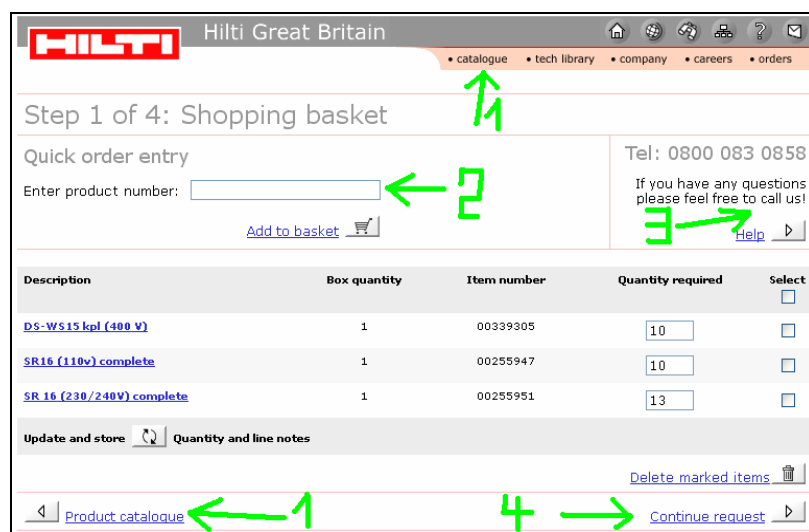 HILTI Hilti Great Britain
• catalogue • tech library • company • careers • orders
1
Step 1 of 4: Shopping basket
Quick order entry Tel: 0800 083 0858
Enter product number: 2 If you have any questions
please feel free to call us!
Add to basket 3 Help
Description Box quantity Item number Quantity required Select
DS-WS15 kpl (400 V) 1 00339305 10
SR16 (110v) complete 1 00255947 10
SR 16 (230/240V) complete 1 00255951 13
Update and store Quantity and line notes
Delete marked items
Product catalogue 1 4 Continue request